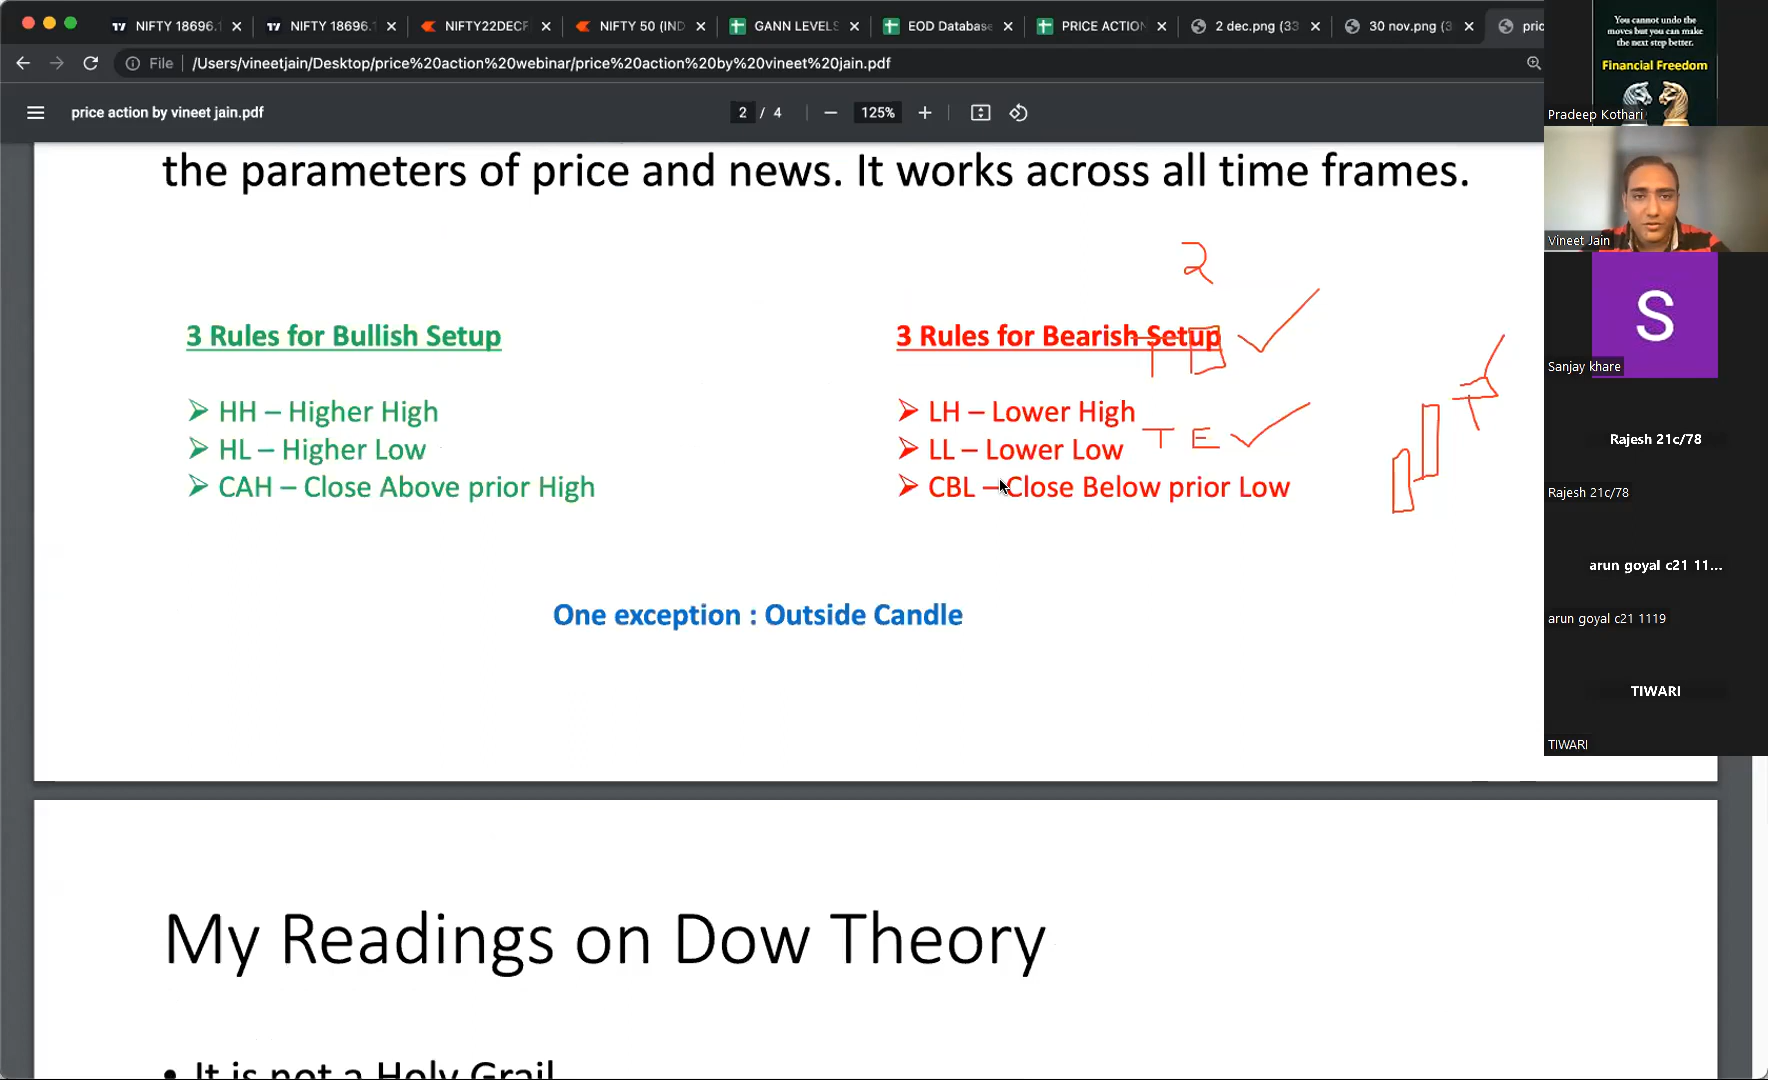 NIFTY 18696.
NIFTY 18696.
NIFTY22DECF
NIFTY 50 (IND
GANN LEVELS
EOD Database
PRICE ACTION
2 dec.png (33
30 nov.png (3
pric
File
/Users/vineetjain/Desktop/price%20action%20webinar/price%20action%20by%20vineet%20jain.pdf
price action by vineet jain.pdf
2 / 4
125%
the parameters of price and news. It works across all time frames.
2
3 Rules for Bullish Setup
HH – Higher High
HL – Higher Low
CAH – Close Above prior High
3 Rules for Bearish Setup
LH – Lower High
LL – Lower Low
T E
CBL – Close Below prior Low
One exception : Outside Candle
My Readings on Dow Theory
• It is not a Holy Grail
You cannot undo the
moves but you can make
the next step better.
Financial Freedom
Pradeep Kothari
Vineet Jain
S
Sanjay khare
Rajesh 21c/78
Rajesh 21c/78
arun goyal c21 11...
arun goyal c21 1119
TIWARI
TIWARI